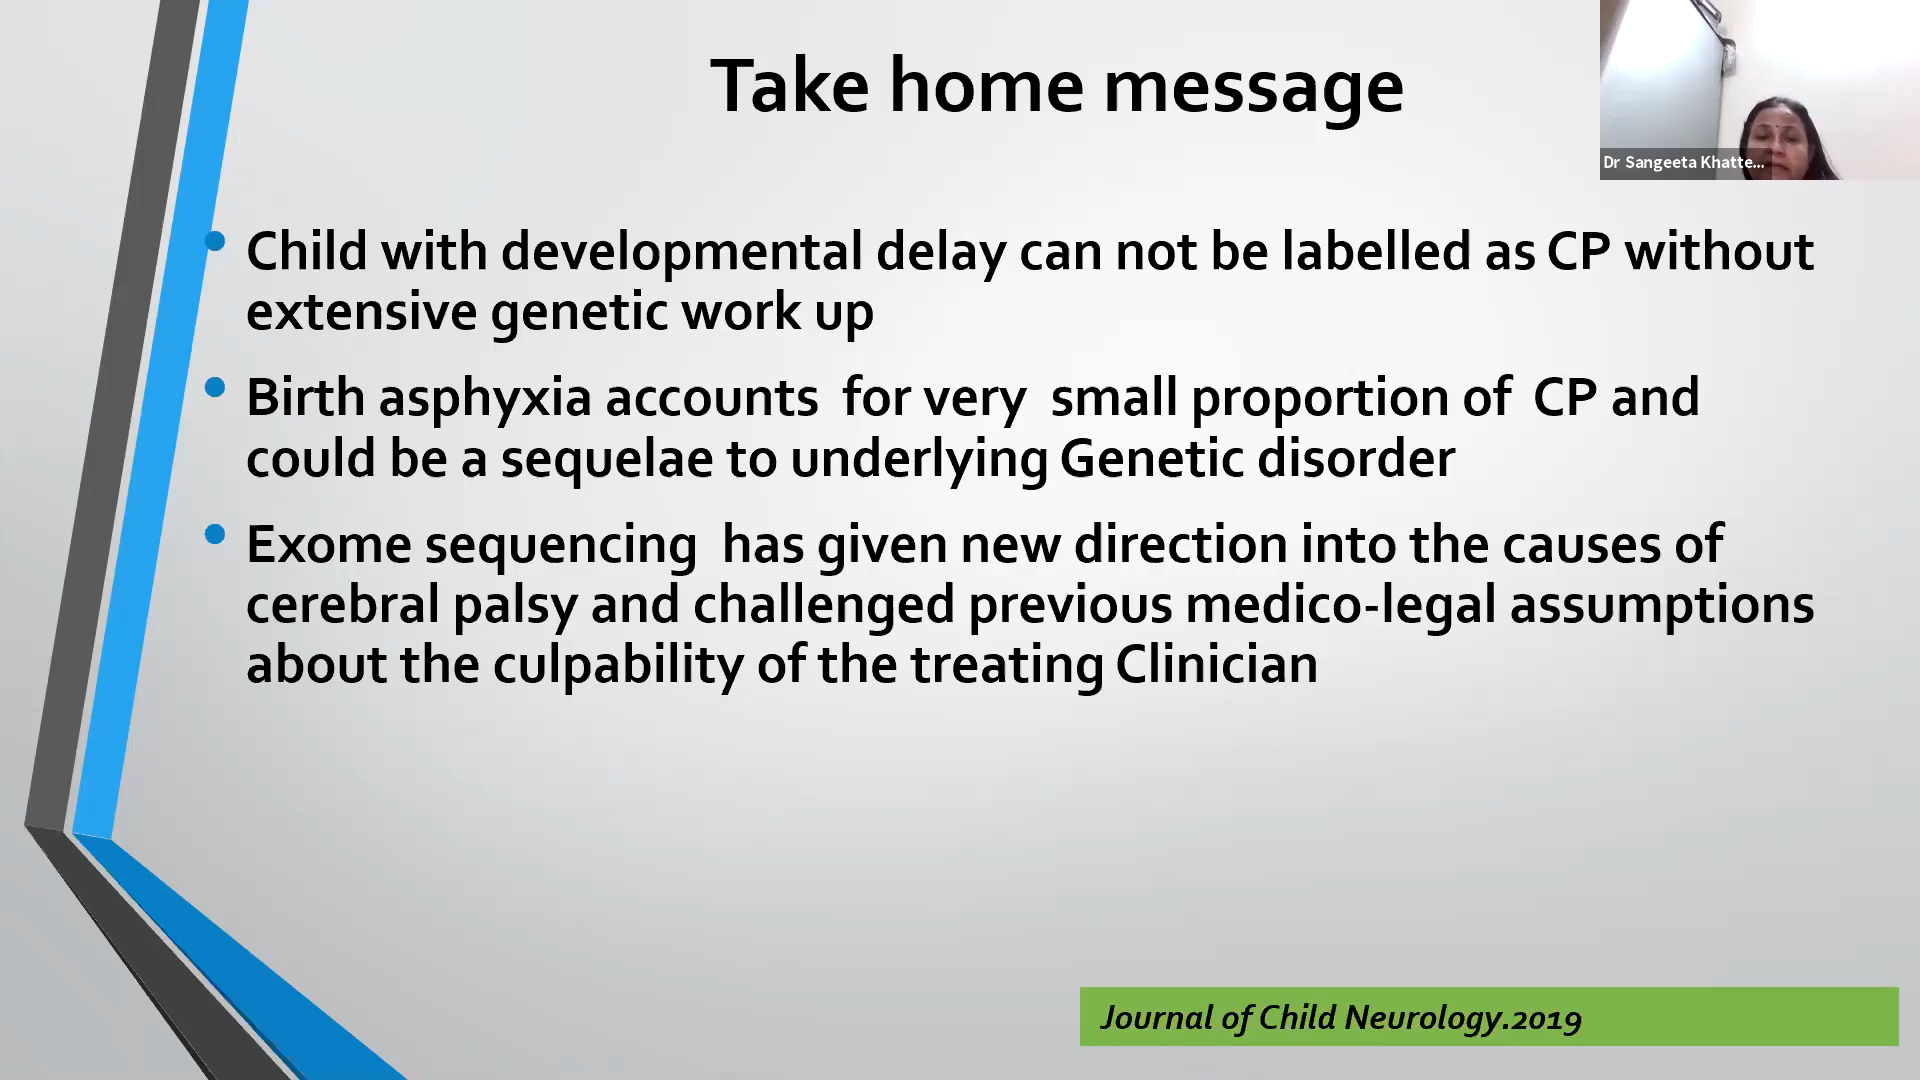 Take home message
Dr Sangeeta Khatte...
Child with developmental delay can not be labelled as CP without
extensive genetic work up
Birth asphyxia accounts for very small proportion of CP and
could be a sequelae to underlying Genetic disorder
Exome sequencing has given new direction into the causes of
cerebral palsy and challenged previous medico-legal assumptions
about the culpability of the treating Clinician
Journal of Child Neurology.2019